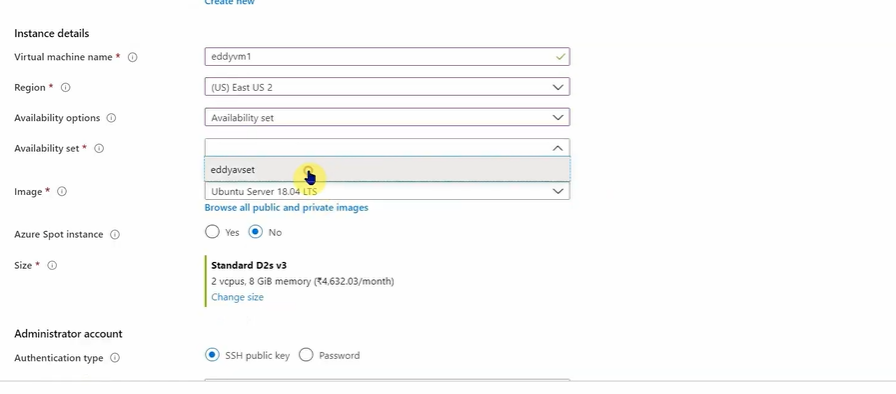 Create new
Instance details
Virtual machine name *
eddyvm1
Region *
(US) East US 2
Availability options
Availability set
Availability set *
eddyavset
Image *
Ubuntu Server 18.04 LTS
Browse all public and private images
Azure Spot instance
Yes No
Size *
Standard D2s v3
2 vcpus, 8 GiB memory (₹4,632.03/month)
Change size
Administrator account
Authentication type
SSH public key Password